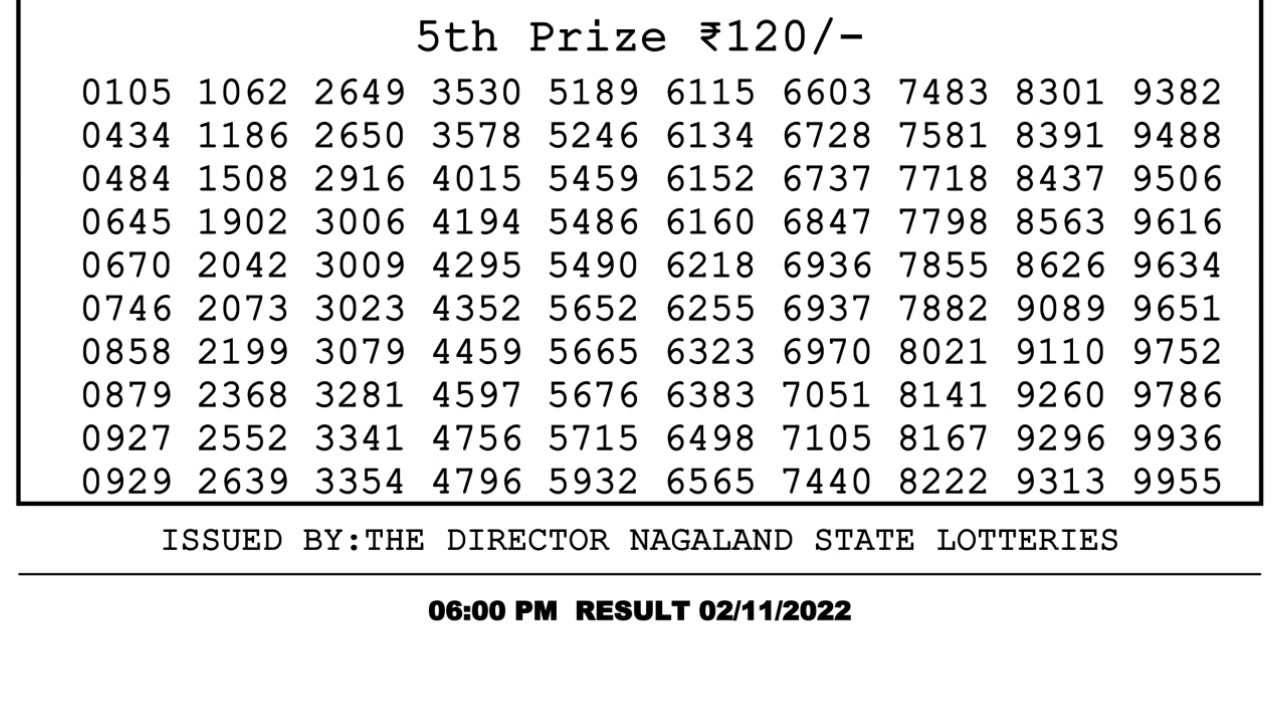 5th Prize ₹120/-
0105 1062 2649 3530 5189 6115 6603 7483 8301 9382
0434 1186 2650 3578 5246 6134 6728 7581 8391 9488
0484 1508 2916 4015 5459 6152 6737 7718 8437 9506
0645 1902 3006 4194 5486 6160 6847 7798 8563 9616
0670 2042 3009 4295 5490 6218 6936 7855 8626 9634
0746 2073 3023 4352 5652 6255 6937 7882 9089 9651
0858 2199 3079 4459 5665 6323 6970 8021 9110 9752
0879 2368 3281 4597 5676 6383 7051 8141 9260 9786
0927 2552 3341 4756 5715 6498 7105 8167 9296 9936
0929 2639 3354 4796 5932 6565 7440 8222 9313 9955
ISSUED BY:THE DIRECTOR NAGALAND STATE LOTTERIES
06:00 PM RESULT 02/11/2022